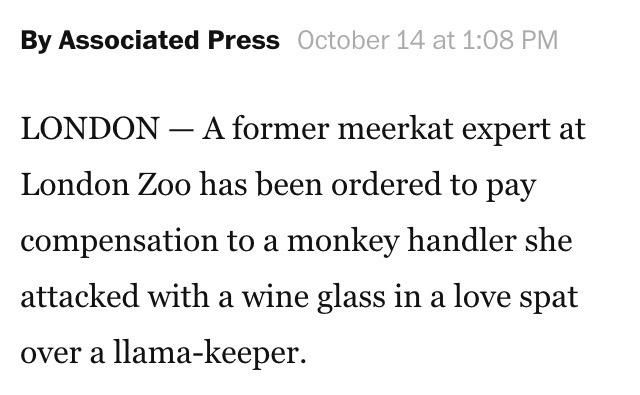 By Associated Press October 14 at 1:08 PM
LONDON — A former meerkat expert at
London Zoo has been ordered to pay
compensation to a monkey handler she
attacked with a wine glass in a love spat
over a llama-keeper.